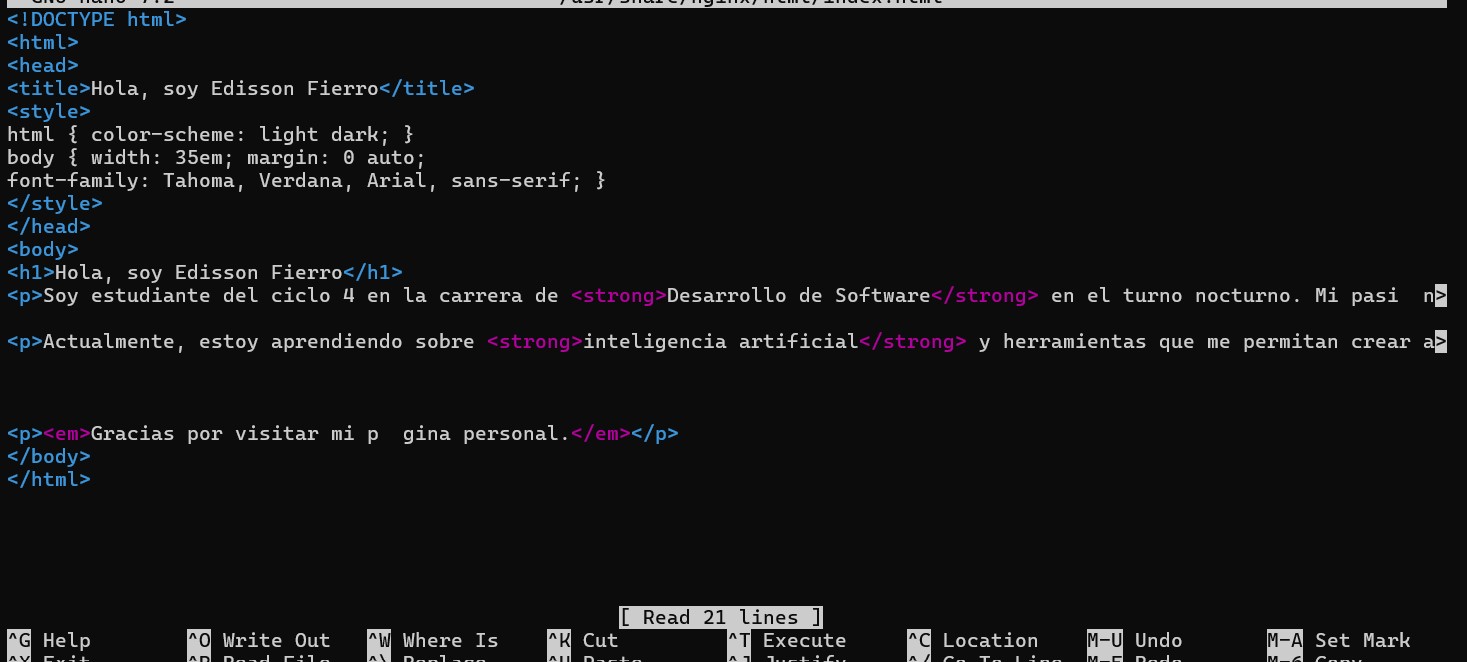 GNU nano 7.2 /usr/share/nginx/html/index.html
<!DOCTYPE html>
<html>
<head>
<title>Hola, soy Edisson Fierro</title>
<style>
html { color-scheme: light dark; }
body { width: 35em; margin: 0 auto;
font-family: Tahoma, Verdana, Arial, sans-serif; }
</style>
</head>
<body>
<h1>Hola, soy Edisson Fierro</h1>
<p>Soy estudiante del ciclo 4 en la carrera de <strong>Desarrollo de Software</strong> en el turno nocturno. Mi pasi  n>
<p>Actualmente, estoy aprendiendo sobre <strong>inteligencia artificial</strong> y herramientas que me permitan crear a>
<p><em>Gracias por visitar mi p  gina personal.</em></p>
</body>
</html>
[ Read 21 lines ]
^G Help ^O Write Out ^W Where Is ^K Cut ^T Execute ^C Location M-U Undo M-A Set Mark
^X Exit ^R Read File ^\ Replace ^U Paste ^J Justify ^/ Go To Line M-E Redo M-6 Copy